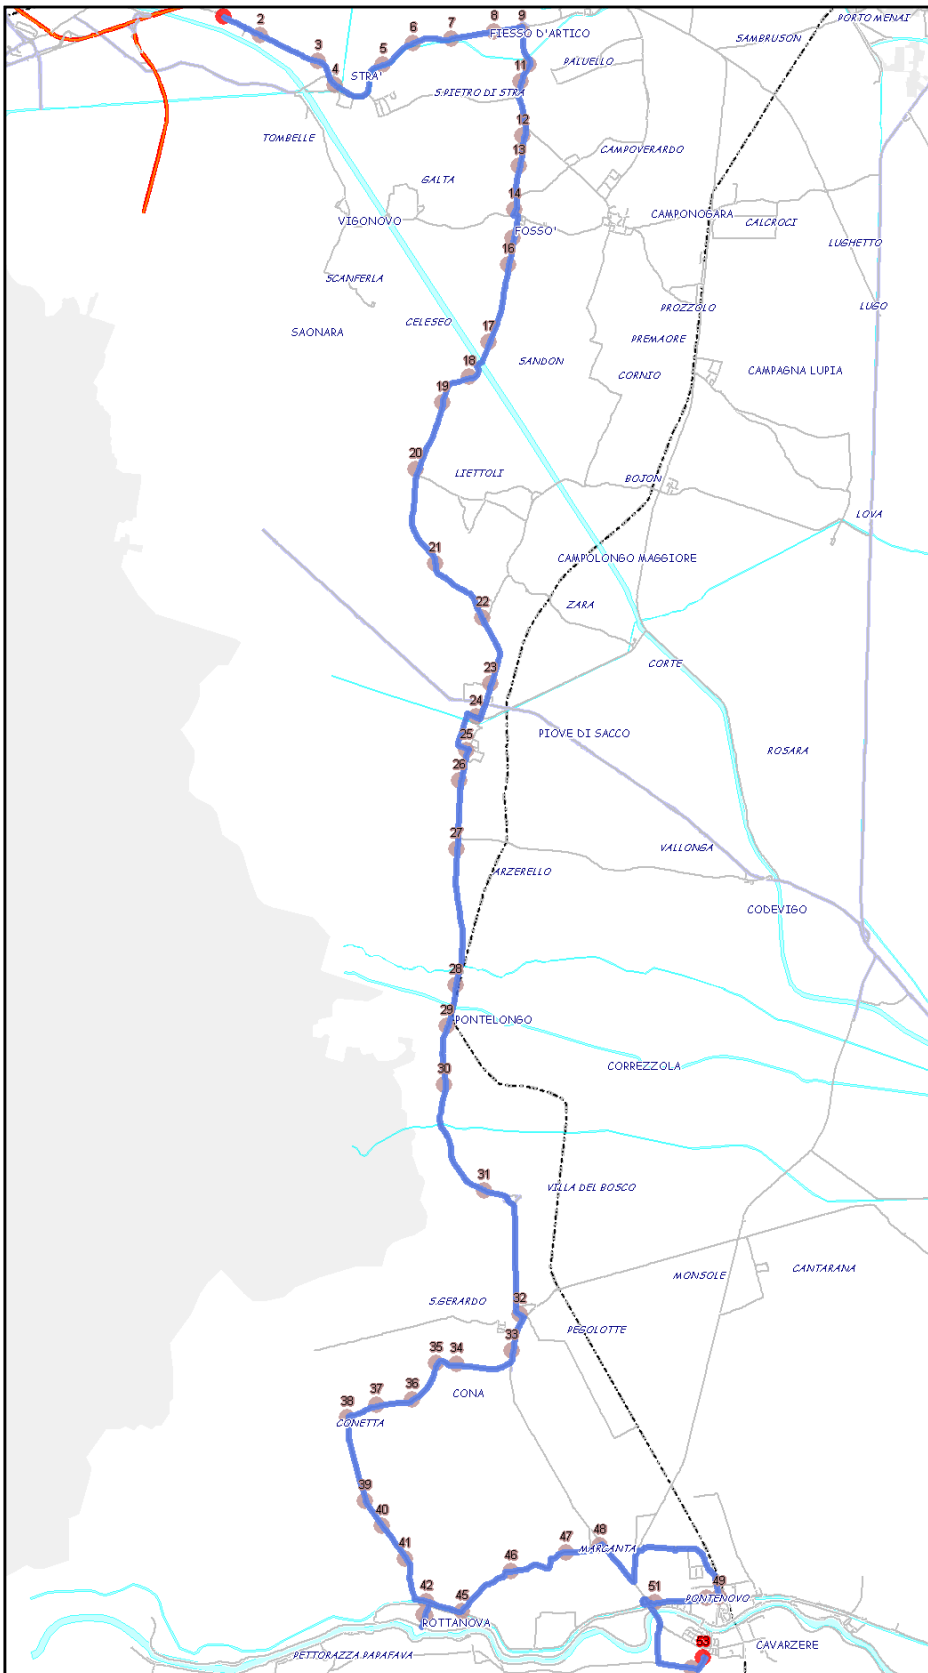 PORTO MENAI
2
8
9
SAMBRUSON
FIESSO D'ARTICO
6
7
3
5
PALUELLO
4
STRA'
11
S.PIETRO DI STRA
12
TOMBELLE
13
CAMPOVERARDO
GALTA
14
VIGONOVO
CAMPONOGARA
CALCROCI
FOSSO'
LUGHETTO
16
SCANFERLA
PROZZOLO
LUGO
CELESEO
SAONARA
17
PREMAORE
18
SANDON
CORNIO
CAMPAGNA LUPIA
19
20
LIETTOLI
BOJON
LOVA
21
CAMPOLONGO MAGGIORE
22
ZARA
CORTE
23
24
25
PIOVE DI SACCO
ROSARA
26
27
VALLONGA
ARZERELLO
CODEVIGO
28
29
PONTELONGO
CORREZZOLA
30
31
VILLA DEL BOSCO
CANTARANA
MONSOLE
S.GERARDO
32
PEGOLOTTE
33
35
34
36
CONA
37
38
CONETTA
39
40
48
47
MARCANTA
41
46
49
42
45
51
PONTENOVO
ROTTANOVA
53
CAVARZERE
PETTORAZZA PAPAFAVA